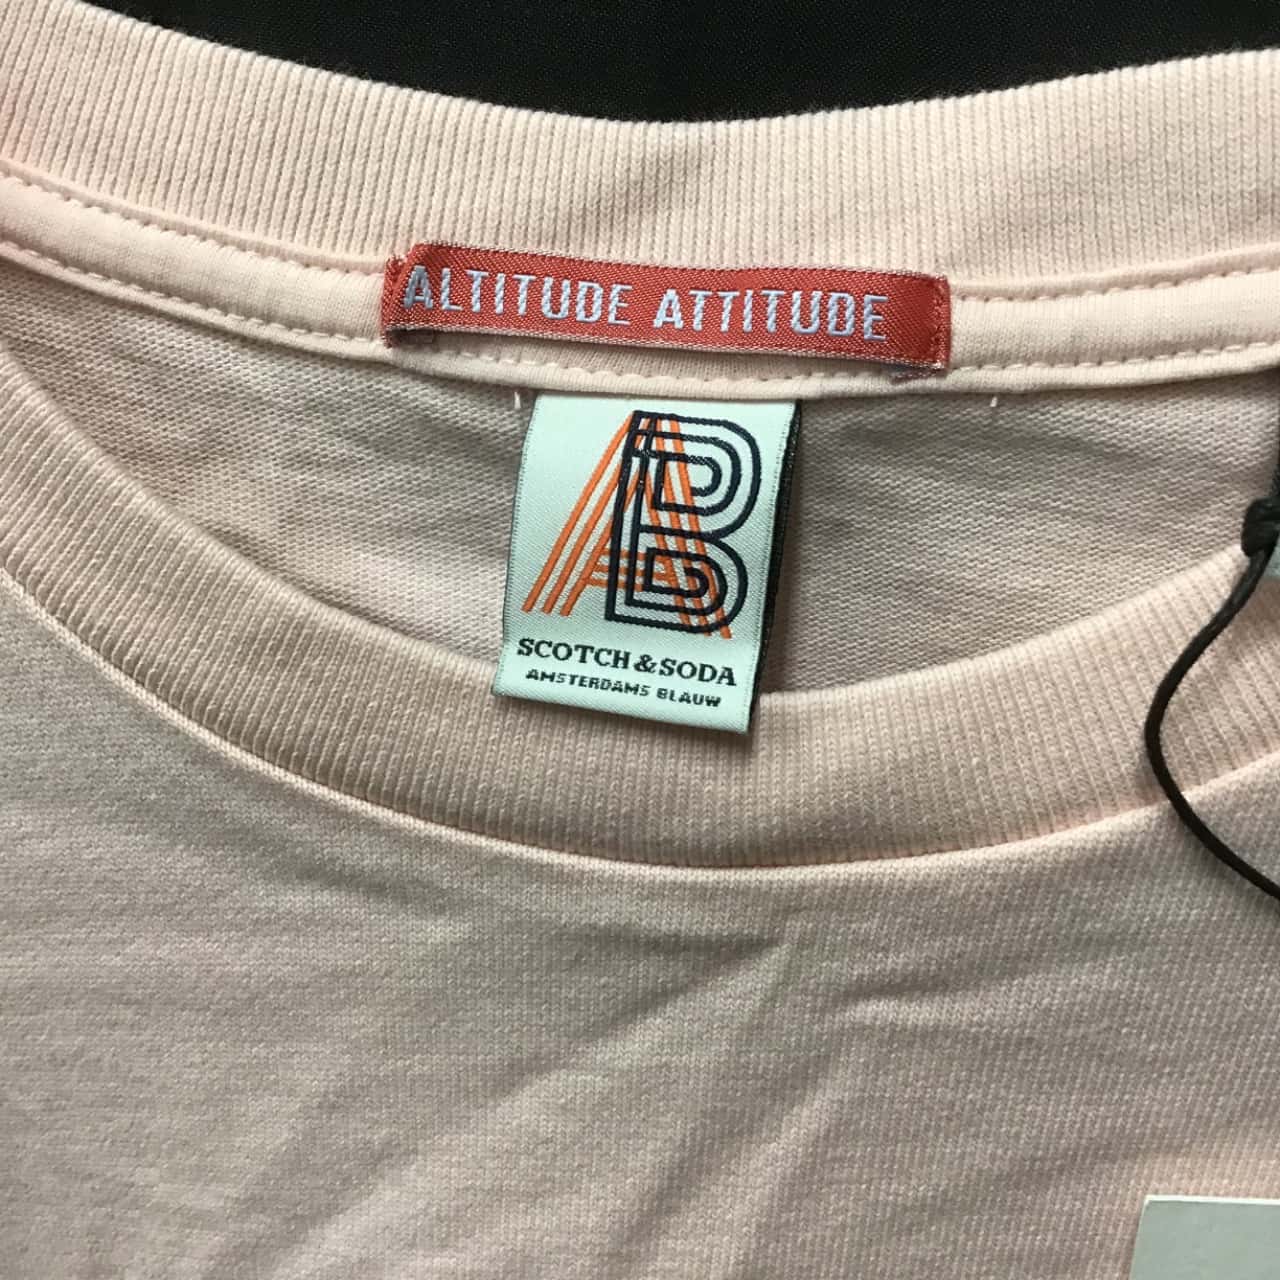 ALTITUDE ATTITUDE
AB
SCOTCH & SODA
AMSTERDAMS BLAUW